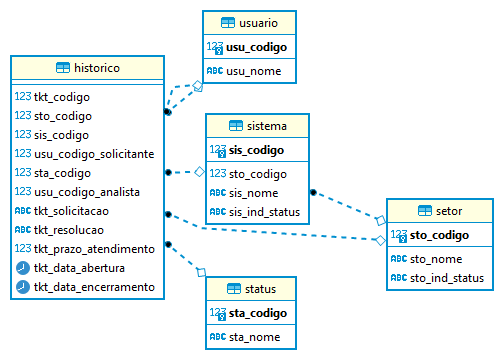 historico
123 tkt_codigo
123 sto_codigo
123 sis_codigo
123 usu_codigo_solicitante
123 sta_codigo
123 usu_codigo_analista
ABC tkt_solicitacao
ABC tkt_resolucao
123 tkt_prazo_atendimento
tkt_data_abertura
tkt_data_encerramento
usuario
123 usu_codigo
ABC usu_nome
sistema
123 sis_codigo
123 sto_codigo
ABC sis_nome
ABC sis_ind_status
setor
123 sto_codigo
ABC sto_nome
ABC sto_ind_status
status
123 sta_codigo
ABC sta_nome